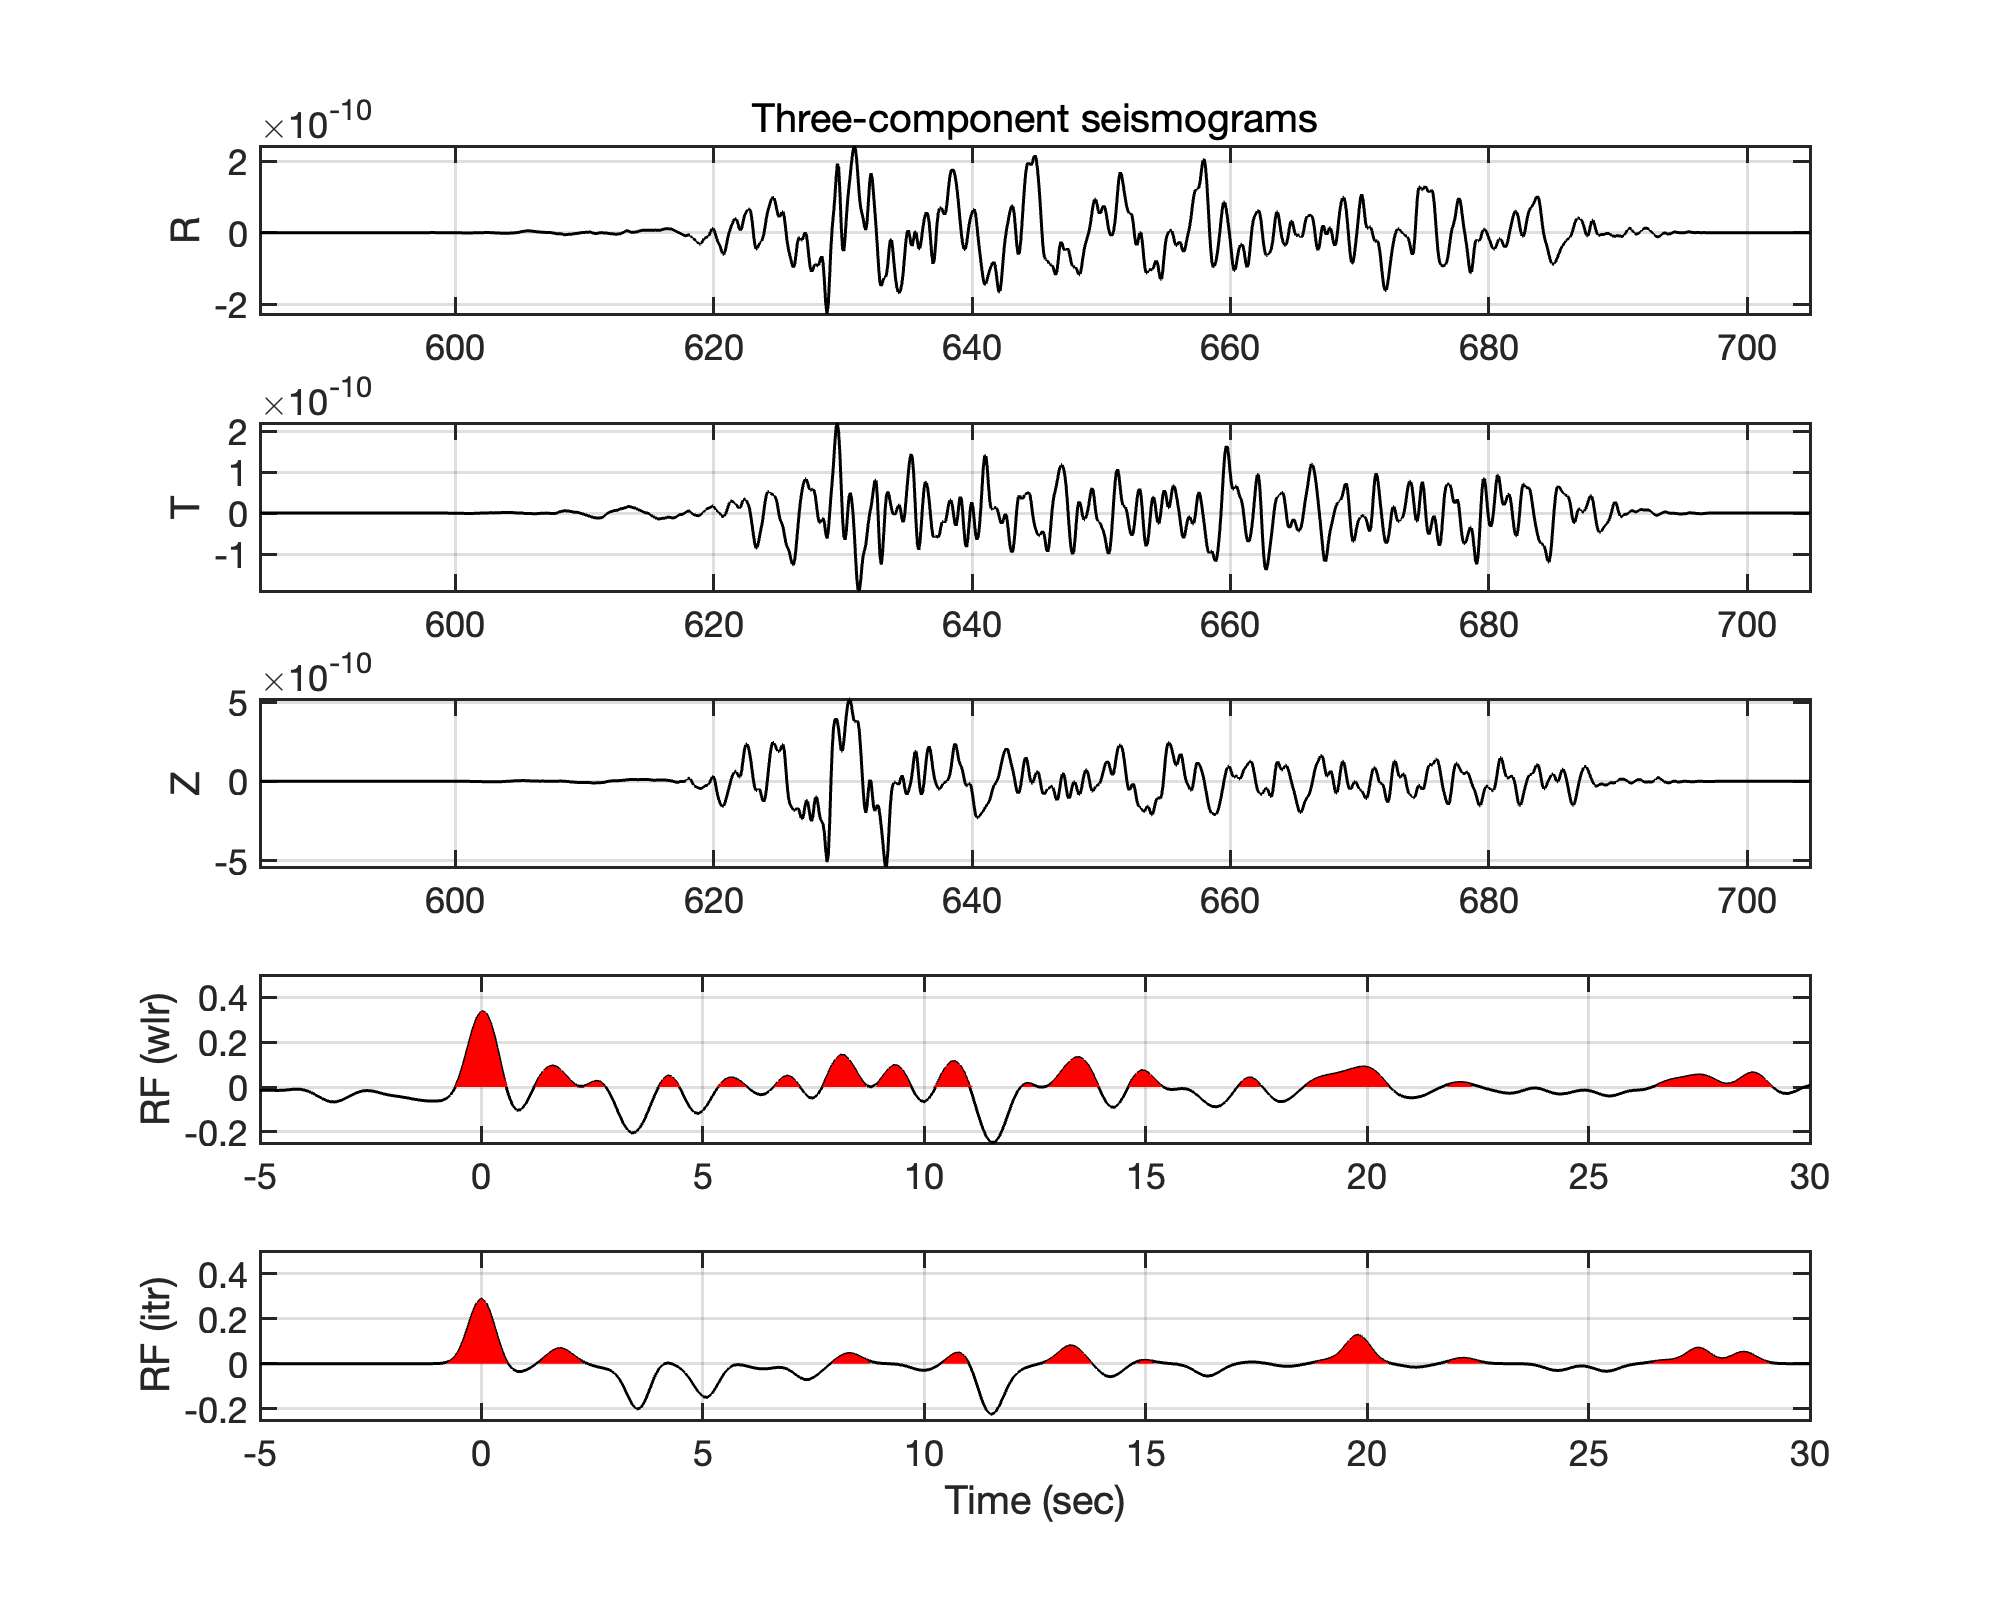 Three-component seismograms
×10-10
R
2
0
-2
600 620 640 660 680 700
×10-10
T
2
1
0
-1
600 620 640 660 680 700
×10-10
Z
5
0
-5
600 620 640 660 680 700
RF (wlr)
0.4
0.2
0
-0.2
-5 0 5 10 15 20 25 30
RF (itr)
0.4
0.2
0
-0.2
-5 0 5 10 15 20 25 30
Time (sec)